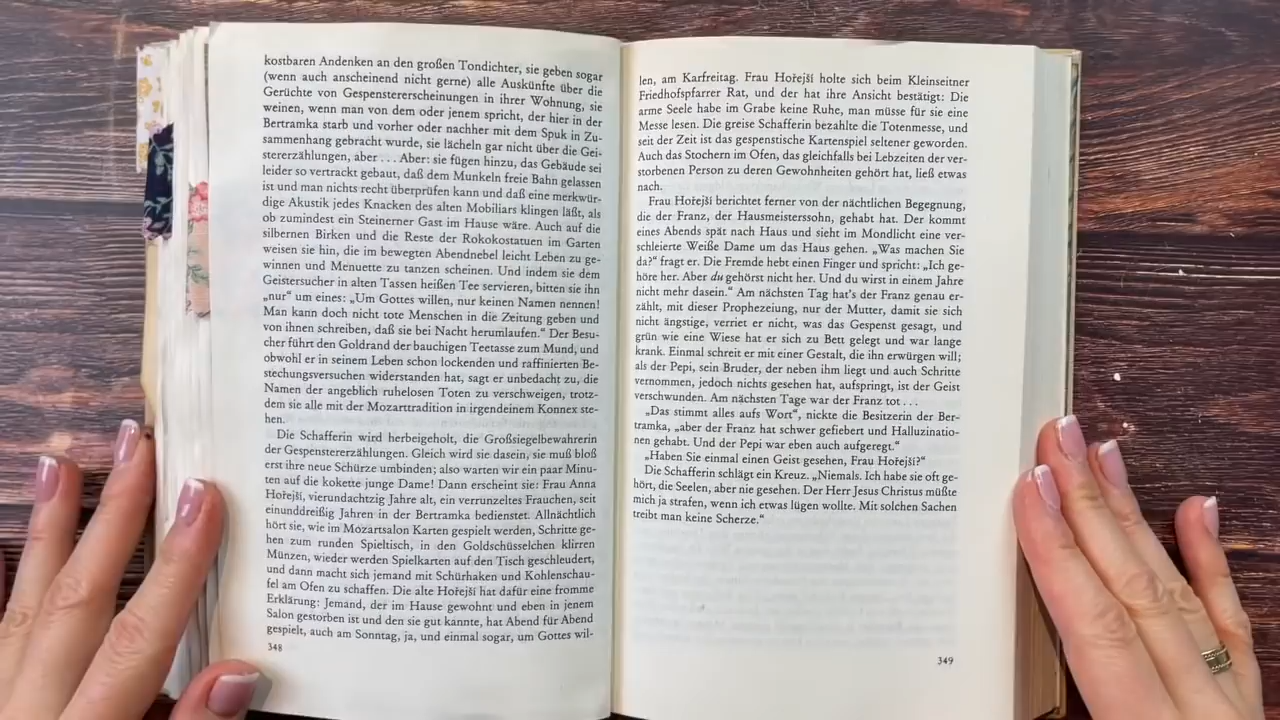 kostbaren Andenken an den großen Tondichter, sie geben sogar
(wenn auch anscheinend nicht gerne) alle Auskünfte über die
Gerüchte von Gespenstererscheinungen in ihrer Wohnung, sie
weinen, wenn man von dem oder jenem spricht, der hier in der
Bertramka starb und vorher oder nachher mit dem Spuk in Zu-
sammenhang gebracht wurde, sie lächeln gar nicht über die Gei-
stererzählungen, aber . . . Aber: sie fügen hinzu, das Gebäude sei
leider so vertrackt gebaut, daß dem Munkeln freie Bahn gelassen
ist und man nichts recht überprüfen kann und daß eine merkwür-
dige Akustik jedes Knacken des alten Mobiliars klingen läßt, als
ob zumindest ein Steinerner Gast im Hause wäre. Auch auf die
silbernen Birken und die Reste der Rokokostatuen im Garten
weisen sie hin, die im bewegten Abendnebel leicht Leben zu ge-
winnen und Menuette zu tanzen scheinen. Und indem sie dem
Geistersucher in alten Tassen heißen Tee servieren, bitten sie ihn
„nur“ um eines: „Um Gottes willen, nur keinen Namen nennen!
Man kann doch nicht tote Menschen in die Zeitung geben und
von ihnen schreiben, daß sie bei Nacht herumlaufen.“ Der Besu-
cher führt den Goldrand der bauchigen Teetasse zum Mund, und
obwohl er in seinem Leben schon lockenden und raffinierten Be-
stechungsversuchen widerstanden hat, sagt er unbedacht zu, die
Namen der angeblich ruhelosen Toten zu verschweigen, trotz-
dem sie alle mit der Mozarttradition in irgendeinem Konnex ste-
hen.
Die Schafferin wird herbeigeholt, die Großsiegelbewahrerin
der Gespenstererzählungen. Gleich wird sie dasein, sie muß bloß
erst ihre neue Schürze umbinden; also warten wir ein paar Minu-
ten auf die kokette junge Dame! Dann erscheint sie: Frau Anna
Hořejší, vierundachtzig Jahre alt, ein verrunzeltes Frauchen, seit
einunddreißig Jahren in der Bertramka bedienstet. Allnächtlich
hört sie, wie im Mozartsalon Karten gespielt werden, Schritte ge-
hen zum runden Spieltisch, in den Goldschüsselchen klirren
Münzen, wieder werden Spielkarten auf den Tisch geschleudert,
und dann macht sich jemand mit Schürhaken und Kohlenschau-
fel am Ofen zu schaffen. Die alte Hořejší hat dafür eine fromme
Erklärung: Jemand, der im Hause gewohnt und eben in jenem
Salon gestorben ist und den sie gut kannte, hat Abend für Abend
gespielt, auch am Sonntag, ja, und einmal sogar, um Gottes wil-
348
len, am Karfreitag. Frau Hořejší holte sich beim Kleinseitner
Friedhofspfarrer Rat, und der hat ihre Ansicht bestätigt: Die
arme Seele habe im Grabe keine Ruhe, man müsse für sie eine
Messe lesen. Die greise Schafferin bezahlte die Totenmesse, und
seit der Zeit ist das gespenstische Kartenspiel seltener geworden.
Auch das Stochern im Ofen, das gleichfalls bei Lebzeiten der ver-
storbenen Person zu deren Gewohnheiten gehört hat, ließ etwas
nach.
Frau Hořejší berichtet ferner von der nächtlichen Begegnung,
die der Franz, der Hausmeisterssohn, gehabt hat. Der kommt
eines Abends spät nach Haus und sieht im Mondlicht eine ver-
schleierte Weiße Dame um das Haus gehen. „Was machen Sie
da?“ fragt er. Die Fremde hebt einen Finger und spricht: „Ich ge-
höre her. Aber du gehörst nicht her. Und du wirst in einem Jahre
nicht mehr dasein.“ Am nächsten Tag hat's der Franz genau er-
zählt, mit dieser Prophezeiung, nur der Mutter, damit sie sich
nicht ängstige, verriet er nicht, was das Gespenst gesagt, und
grün wie eine Wiese hat er sich zu Bett gelegt und war lange
krank. Einmal schreit er mit einer Gestalt, die ihn erwürgen will;
als der Pepi, sein Bruder, der neben ihm liegt und auch Schritte
vernommen, jedoch nichts gesehen hat, aufspringt, ist der Geist
verschwunden. Am nächsten Tage war der Franz tot . . .
„Das stimmt alles aufs Wort“, nickte die Besitzerin der Ber-
tramka, „aber der Franz hat schwer gefiebert und Halluzinatio-
nen gehabt. Und der Pepi war eben auch aufgeregt.“
„Haben Sie einmal einen Geist gesehen, Frau Hořejší?“
Die Schafferin schlägt ein Kreuz. „Niemals. Ich habe sie oft ge-
hört, die Seelen, aber nie gesehen. Der Herr Jesus Christus müßte
mich ja strafen, wenn ich etwas lügen wollte. Mit solchen Sachen
treibt man keine Scherze.“
349